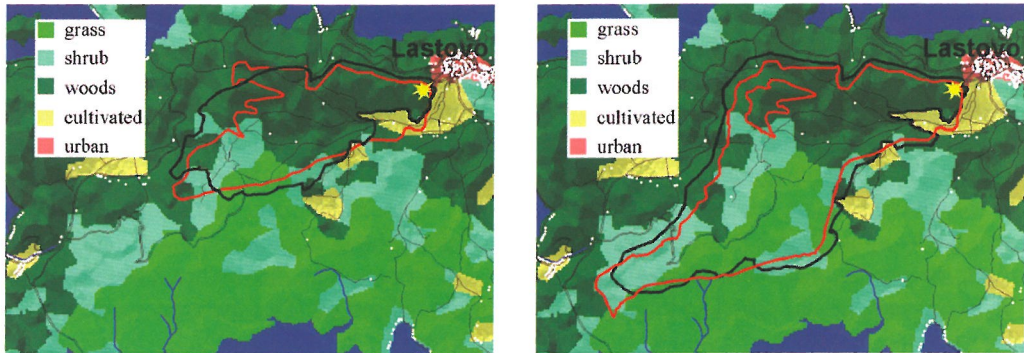 Lastovo
grass
shrub
woods
cultivated
urban
Lastovo
grass
shrub
woods
cultivated
urban